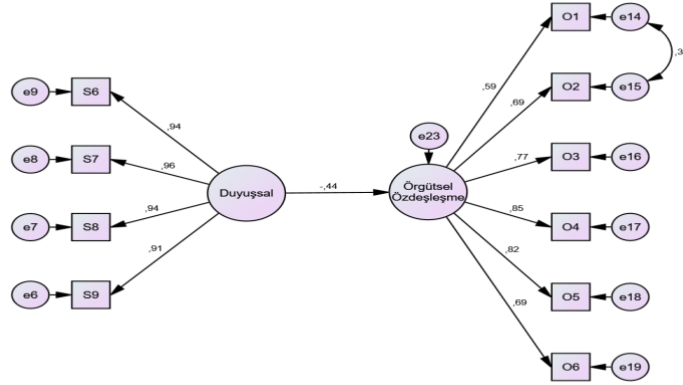 O1
e14
,3
,59
e9
S6
O2
e15
,94
,69
e23
e8
S7
,96
,77
O3
e16
Duyuşsal
-,44
Örgütsel
Özdeşleşme
,94
,85
e7
S8
O4
e17
,91
,82
e6
S9
O5
e18
,69
O6
e19